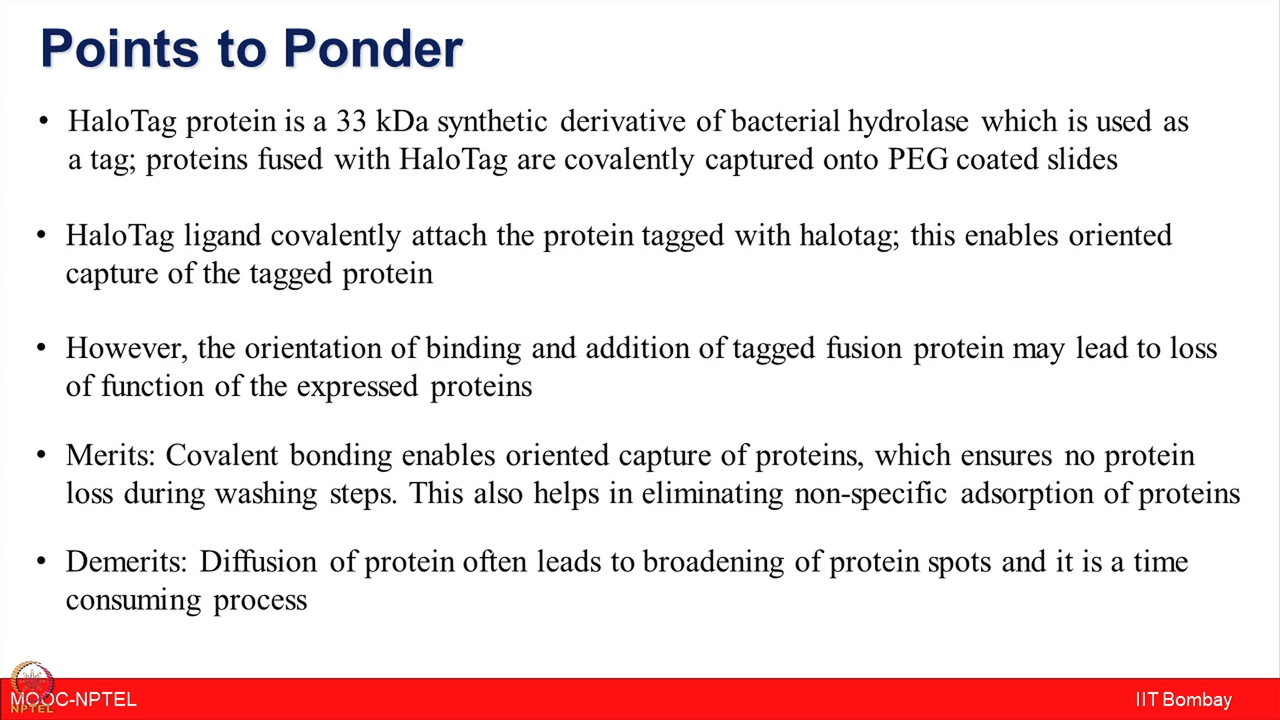 Points to Ponder
• HaloTag protein is a 33 kDa synthetic derivative of bacterial hydrolase which is used as
a tag; proteins fused with HaloTag are covalently captured onto PEG coated slides
• HaloTag ligand covalently attach the protein tagged with halotag; this enables oriented
capture of the tagged protein
• However, the orientation of binding and addition of tagged fusion protein may lead to loss
of function of the expressed proteins
• Merits: Covalent bonding enables oriented capture of proteins, which ensures no protein
loss during washing steps. This also helps in eliminating non-specific adsorption of proteins
• Demerits: Diffusion of protein often leads to broadening of protein spots and it is a time
consuming process
MOOC-NPTEL
NPTEL
IIT Bombay